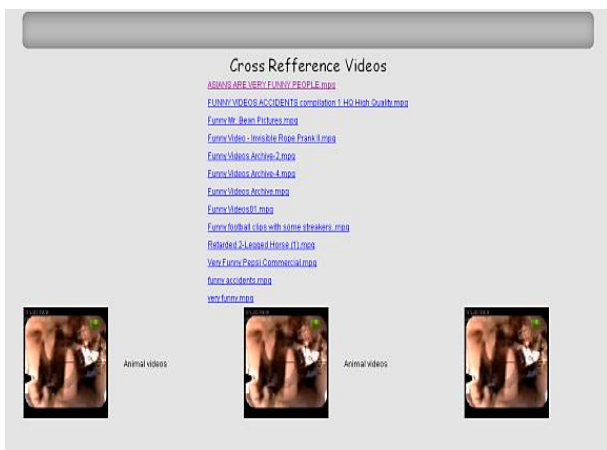 Cross Refference Videos
ASIANS ARE VERY FUNNY PEOPLE.mpg
FUNNY VIDEOS ACCIDENTS compilation 1 HQ High Quality.mpg
Funny Mr. Bean Pictures.mpg
Funny Video - Invisible Rope Prank II.mpg
Funny Videos Archive-2.mpg
Funny Videos Archive-4.mpg
Funny Videos Archive.mpg
Funny Videos01.mpg
Funny football clips with some streakers..mpg
Retarded 2-Legged Horse (1).mpg
Very Funny Pepsi Commercial.mpg
funny accidents.mpg
very funny.mpg
Animal videos
Animal videos